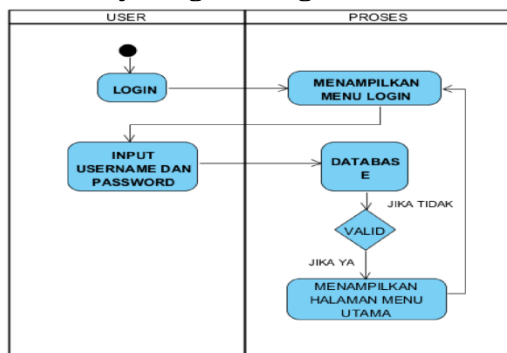 USER
PROSES
LOGIN
MENAMPILKAN
MENU LOGIN
INPUT
USERNAME DAN
PASSWORD
DATABAS
E
JIKA TIDAK
VALID
JIKA YA
MENAMPILKAN
HALAMAN MENU
UTAMA